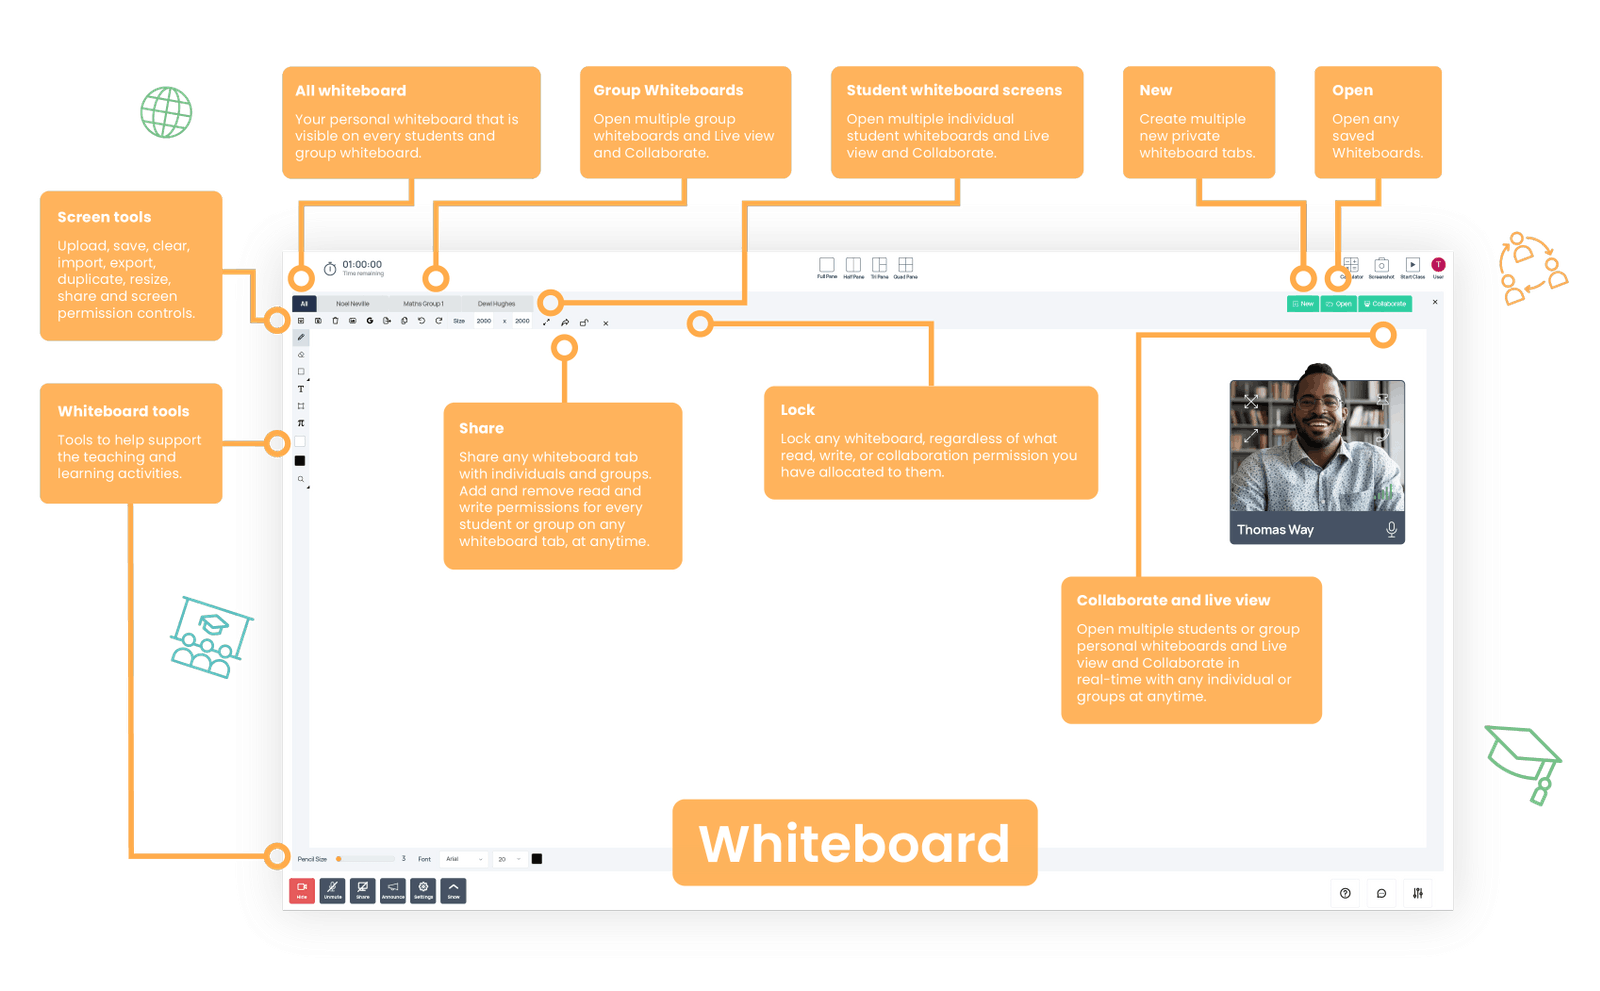 All whiteboard
Your personal whiteboard that is
visible on every students and
group whiteboard.
Group Whiteboards
Open multiple group
whiteboards and Live view
and Collaborate.
Student whiteboard screens
Open multiple individual
student whiteboards and Live
view and Collaborate.
New
Create multiple
new private
whiteboard tabs.
Open
Open any
saved
Whiteboards.
Screen tools
Upload, save, clear,
import, export,
duplicate, resize,
share and screen
permission controls.
Whiteboard tools
Tools to help support
the teaching and
learning activities.
01:00:00
Time remaining
Full Pane Half Pane Tri Pane Quad Pane
Screenshot Start Class User
T
All Noel Neville Maths Group 1 Dewi Hughes
New Open Collaborate
G Size 2000 x 2000
T
π
Share
Share any whiteboard tab
with individuals and groups.
Add and remove read and
write permissions for every
student or group on any
whiteboard tab, at anytime.
Lock
Lock any whiteboard, regardless of what
read, write, or collaboration permission you
have allocated to them.
Thomas Way
Collaborate and live view
Open multiple students or group
personal whiteboards and Live
view and Collaborate in
real-time with any individual or
groups at anytime.
Whiteboard
Pencil Size 3 Font Arial 20
Hide Unmute Share Announce Settings Show